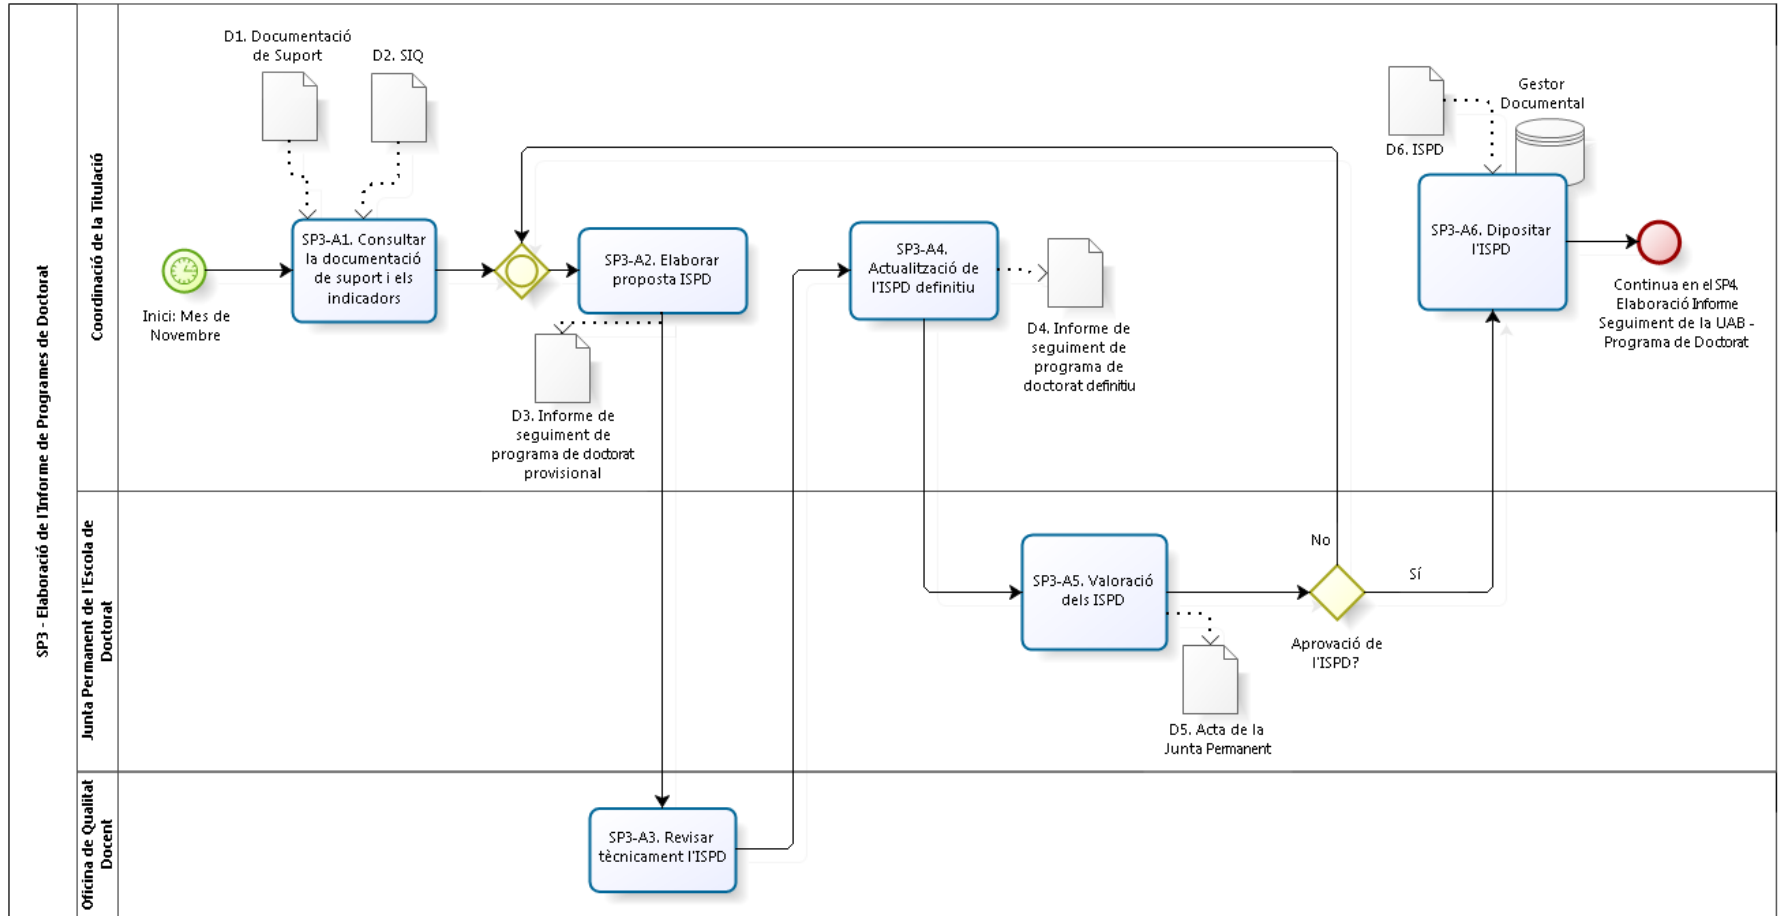 SP3 - Elaboració de l'Informe de Programes de Doctorat
Coordinació de la Titulació
D1. Documentació
de Suport
D2. SIQ
Inici: Mes de
Novembre
SP3-A1. Consultar
la documentació
de suport i els
indicadors
SP3-A2. Elaborar
proposta ISPD
D3. Informe de
seguiment de
programa de doctorat
provisional
SP3-A4.
Actualització de
l'ISPD definitiu
D4. Informe de
seguiment de
programa de
doctorat definitiu
D6. ISPD
Gestor
Documental
SP3-A6. Dipositar
l'ISPD
Continua en el SP4.
Elaboració Informe
Seguiment de la UAB -
Programa de Doctorat
Junta Permanent de l'Escola de
Doctorat
SP3-A5. Valoració
dels ISPD
No
Sí
Aprovació de
l'ISPD?
D5. Acta de la
Junta Permanent
Oficina de Qualitat
Docent
SP3-A3. Revisar
tècnicament l'ISPD